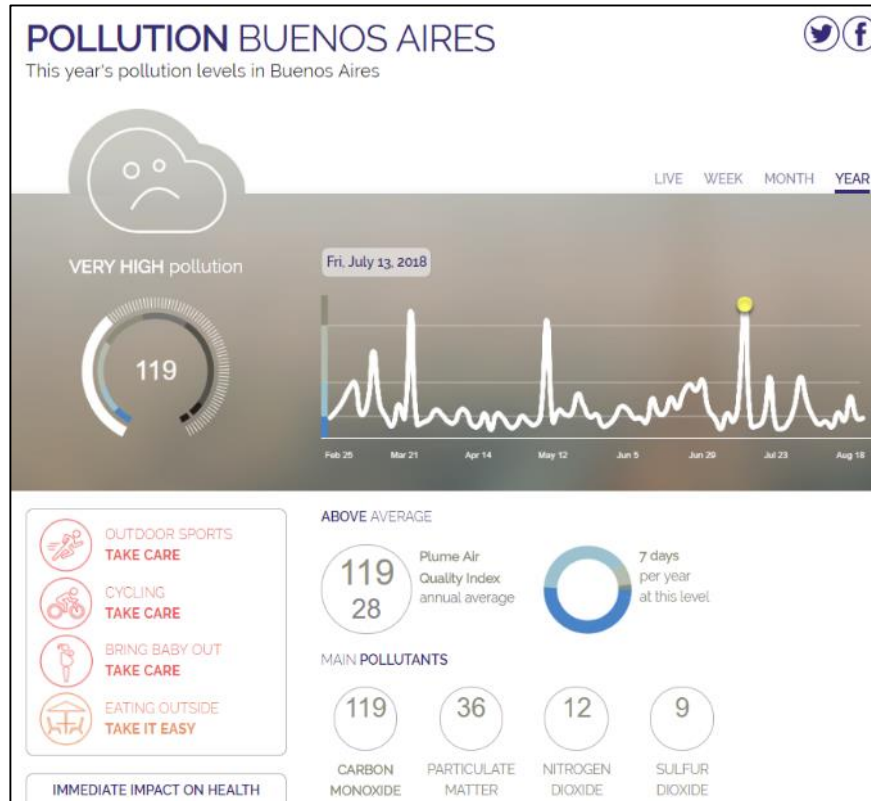 POLLUTION BUENOS AIRES
This year's pollution levels in Buenos Aires
LIVE WEEK MONTH YEAR
VERY HIGH pollution
119
Fri, July 13, 2018
Feb 25 Mar 21 Apr 14 May 12 Jun 5 Jun 29 Jul 23 Aug 18
OUTDOOR SPORTS
TAKE CARE
CYCLING
TAKE CARE
BRING BABY OUT
TAKE CARE
EATING OUTSIDE
TAKE IT EASY
IMMEDIATE IMPACT ON HEALTH
ABOVE AVERAGE
119
28
Plume Air
Quality Index
annual average
7 days
per year
at this level
MAIN POLLUTANTS
119
CARBON
MONOXIDE
36
PARTICULATE
MATTER
12
NITROGEN
DIOXIDE
9
SULFUR
DIOXIDE